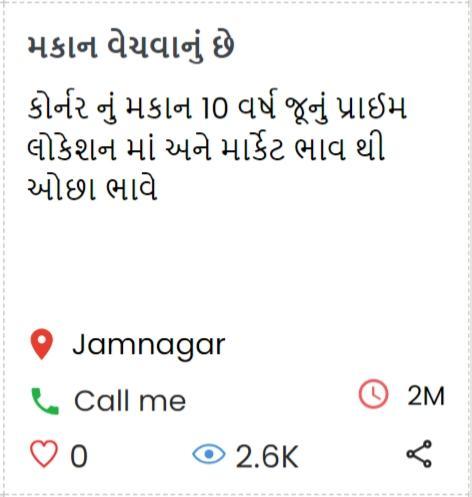 મકાન વેચવાનું છે
કોર્નર નું મકાન 10 વર્ષ જૂનું પ્રાઈમ
લોકેશન માં અને માર્કેટ ભાવ થી
ઓછા ભાવે
Jamnagar
Call me
2M
0
2.6K